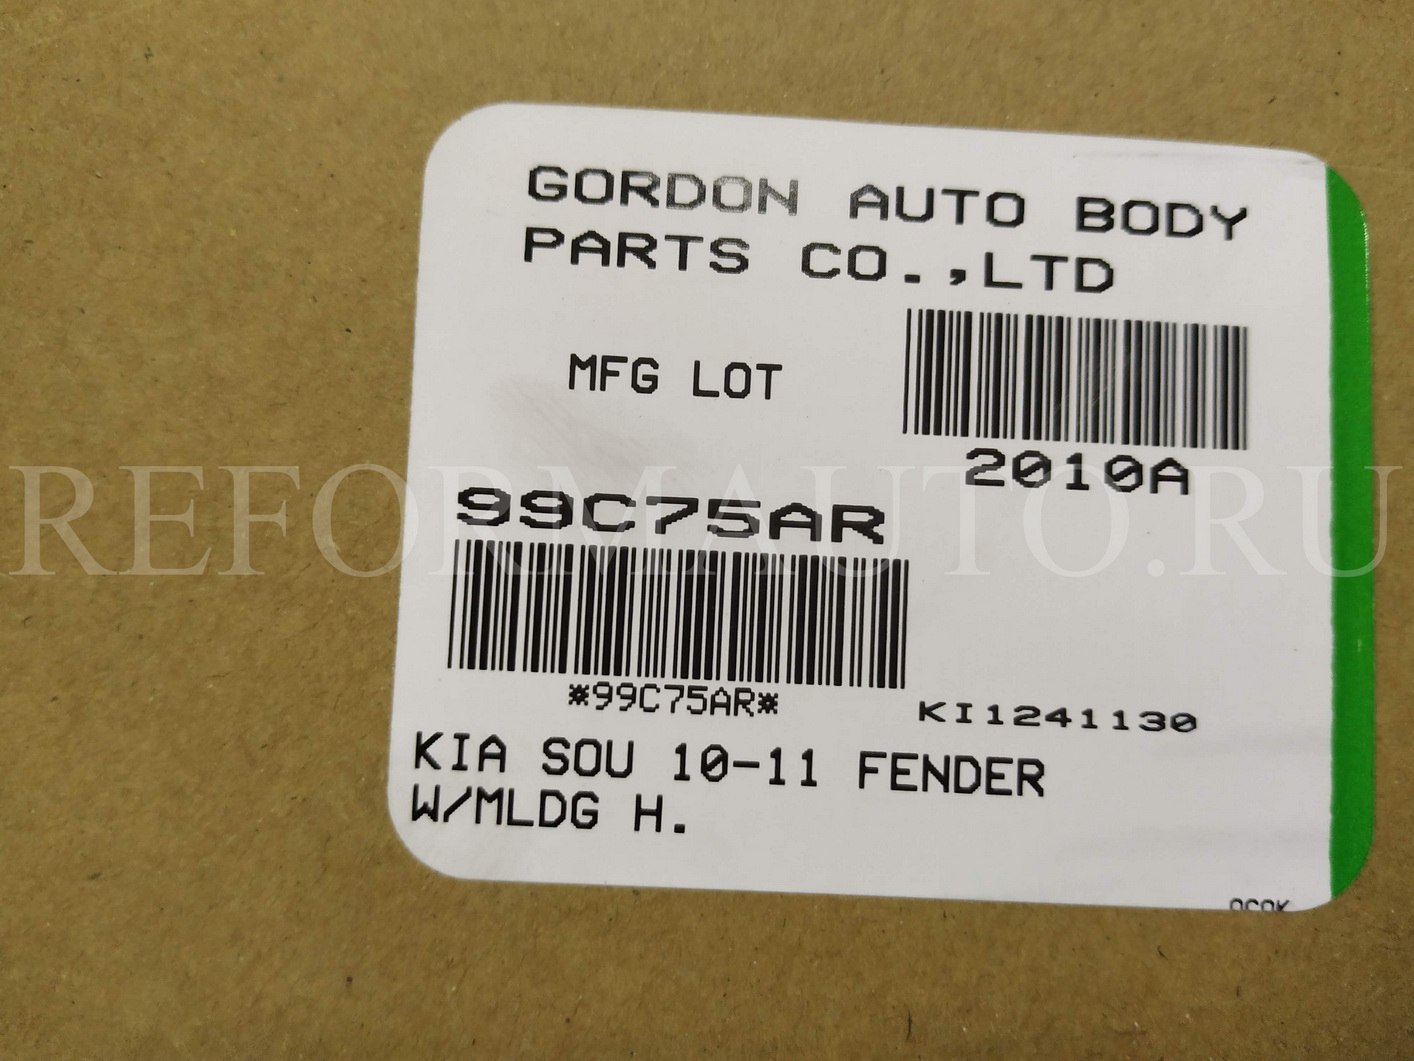 GORDON AUTO BODY
PARTS CO.,LTD
MFG LOT
2010A
99C75AR
*99C75AR*
KI1241130
KIA SOU 10-11 FENDER
W/MLDG H.
REFORMAUTO.RU